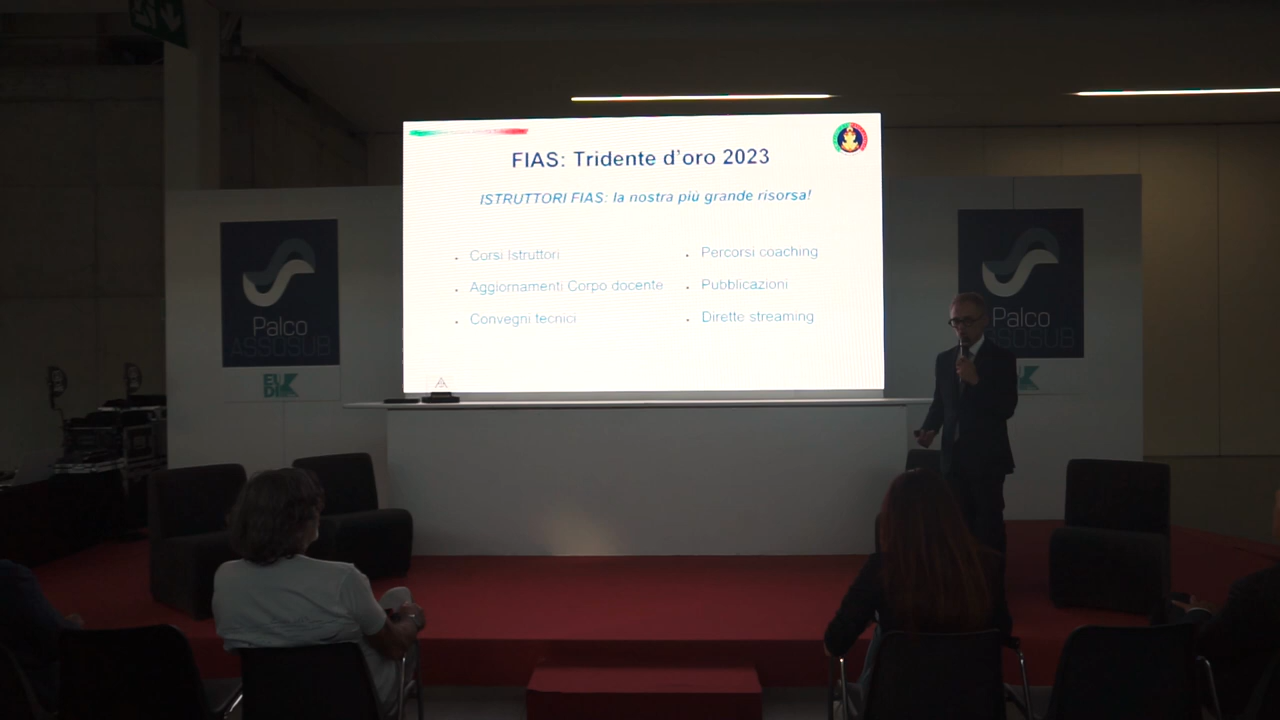 FIAS: Tridente d'oro 2023
ISTRUTTORI FIAS: la nostra più grande risorsa!
• Corsi Istruttori
• Aggiornamenti Corpo docente
• Convegni tecnici
• Percorsi coaching
• Pubblicazioni
• Dirette streaming
Palco
ASSOSUB
EUDI
Palco
ASSOSUB